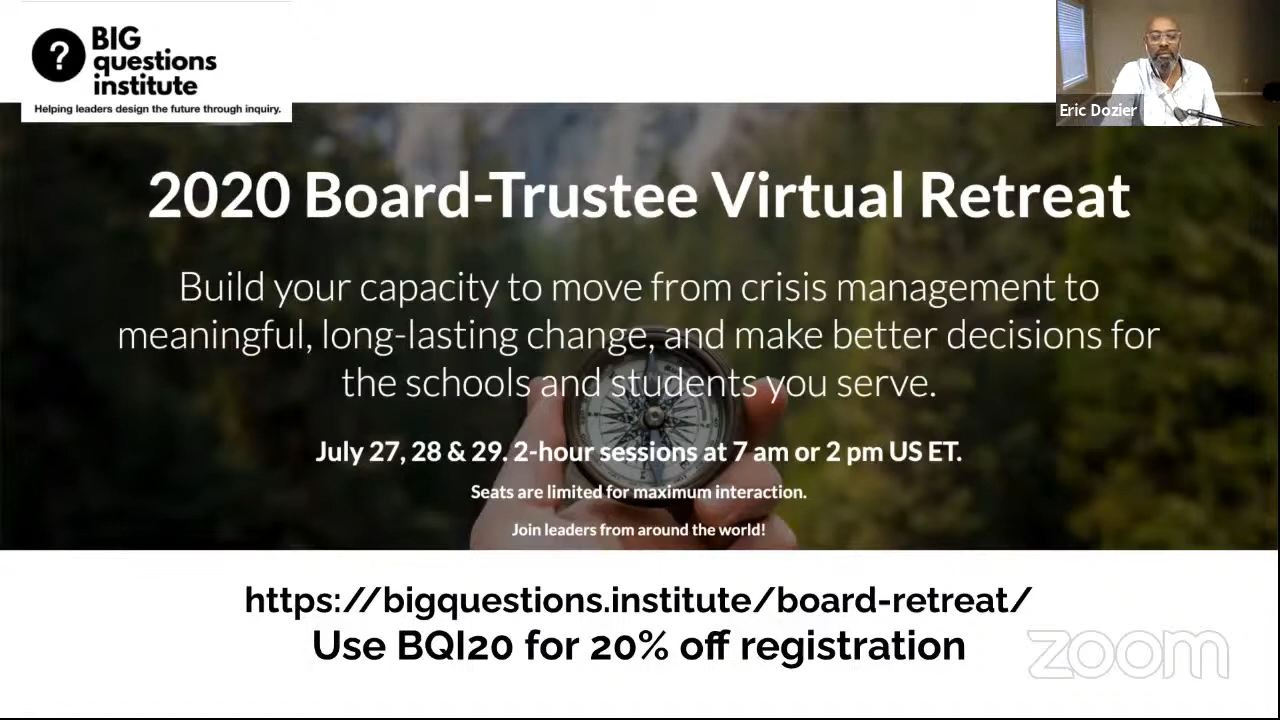 ?
BIG
questions
institute
Helping leaders design the future through inquiry.
Eric Dozier
2020 Board-Trustee Virtual Retreat
Build your capacity to move from crisis management to
meaningful, long-lasting change, and make better decisions for
the schools and students you serve.
July 27, 28 & 29. 2-hour sessions at 7 am or 2 pm US ET.
Seats are limited for maximum interaction.
Join leaders from around the world!
https://bigquestions.institute/board-retreat/
Use BQI20 for 20% off registration
zoom